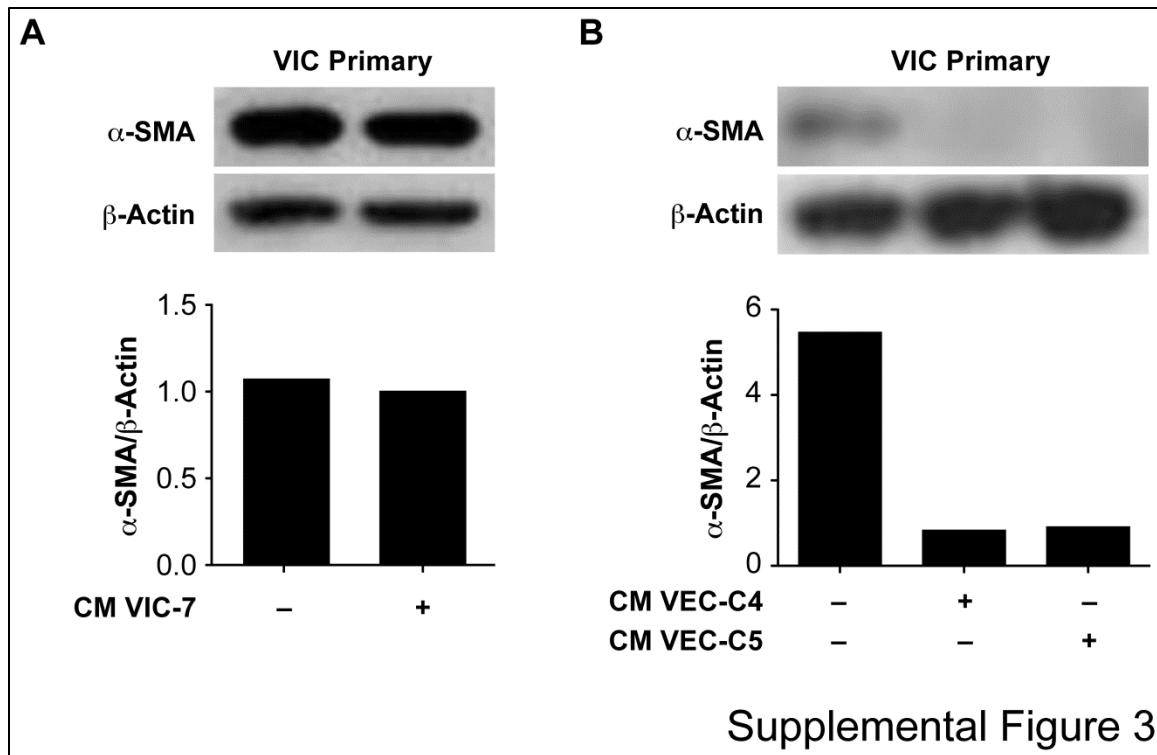 A
VIC Primary
α-SMA
β-Actin
α-SMA/β-Actin
1.5
1.0
0.5
0.0
CM VIC-7 – +
B
VIC Primary
α-SMA
β-Actin
α-SMA/β-Actin
6
4
2
0
CM VEC-C4 – + –
CM VEC-C5 – – +
Supplemental Figure 3